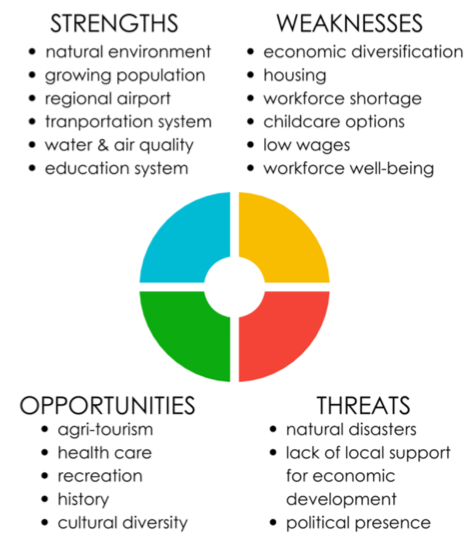 STRENGTHS
• natural environment
• growing population
• regional airport
• tranportation system
• water & air quality
• education system
WEAKNESSES
• economic diversification
• housing
• workforce shortage
• childcare options
• low wages
• workforce well-being
OPPORTUNITIES
• agri-tourism
• health care
• recreation
• history
• cultural diversity
THREATS
• natural disasters
• lack of local support
for economic
development
• political presence